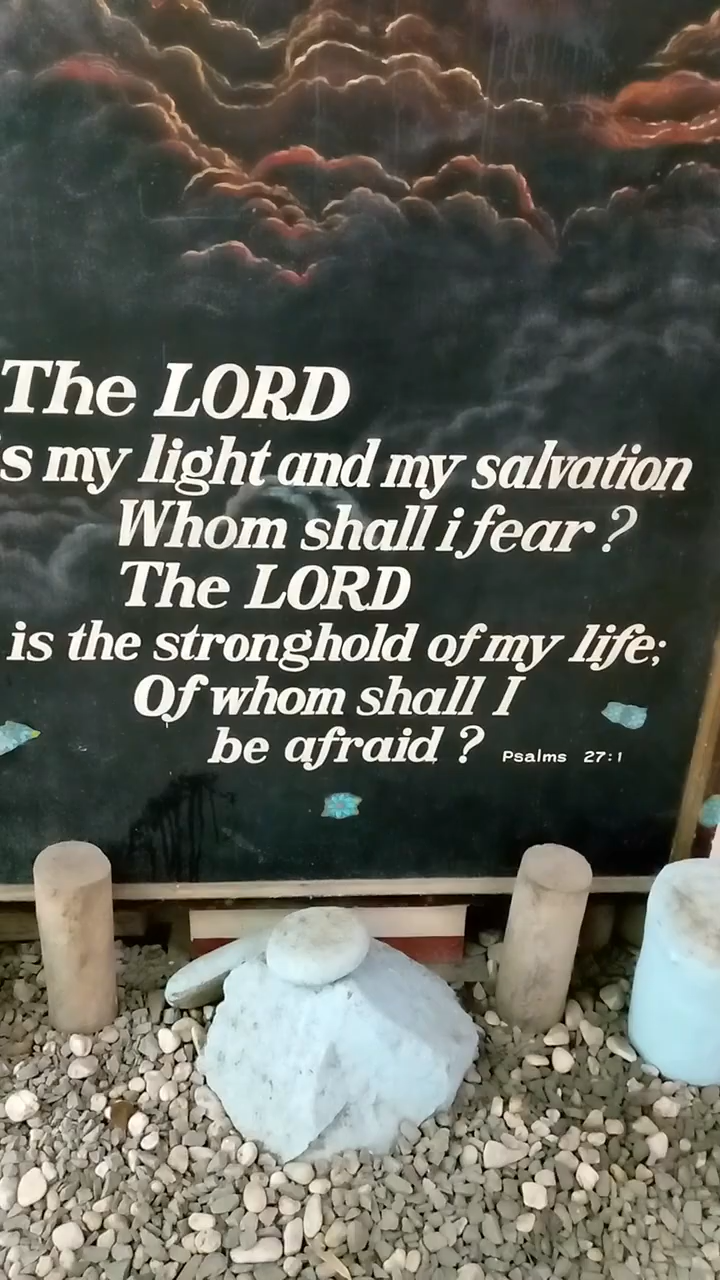 The LORD
is my light and my salvation
Whom shall i fear ?
The LORD
is the stronghold of my life;
Of whom shall I
be afraid ? Psalms 27:1